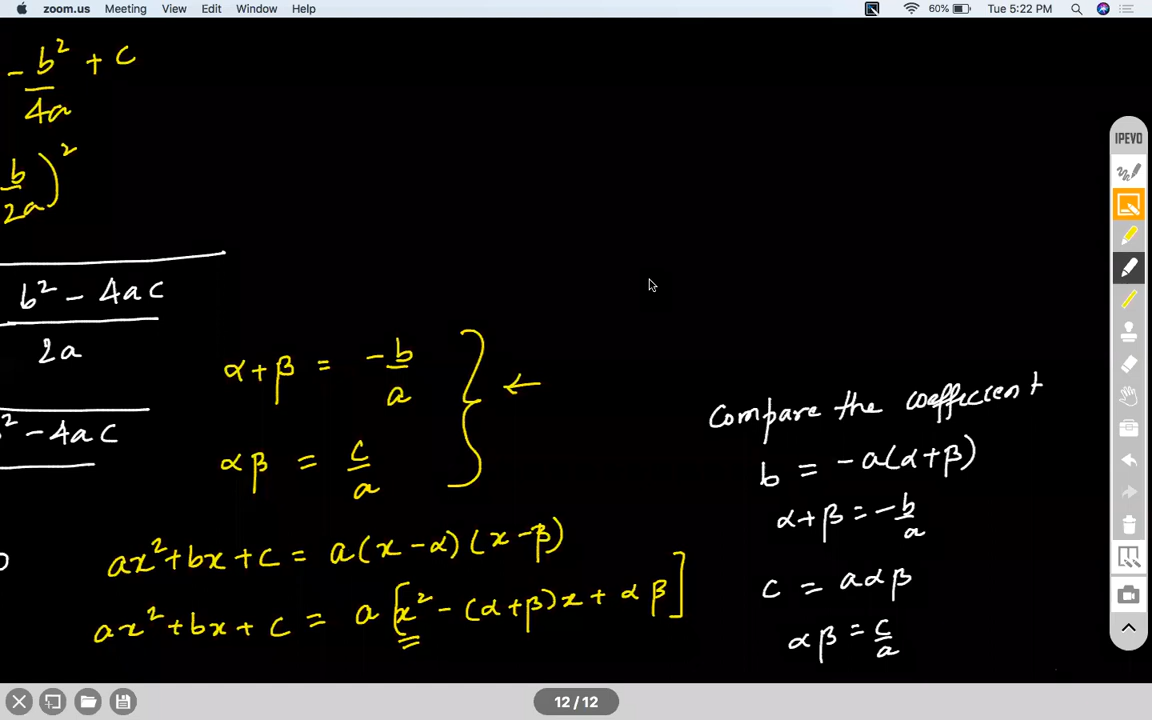 zoom.us Meeting View Edit Window Help 60% Tue 5:22 PM
- b² / 4a + c
b / 2a )²
b² - 4ac
2a
² - 4ac
α+β = -b/a
αβ = c/a
ax²+bx+c = a(x-α)(x-β)
ax²+bx+c = a[x² - (α+β)x + αβ]
Compare the coefficient
b = -a(α+β)
α+β = -b/a
c = aαβ
αβ = c/a
IPEVO
12 / 12